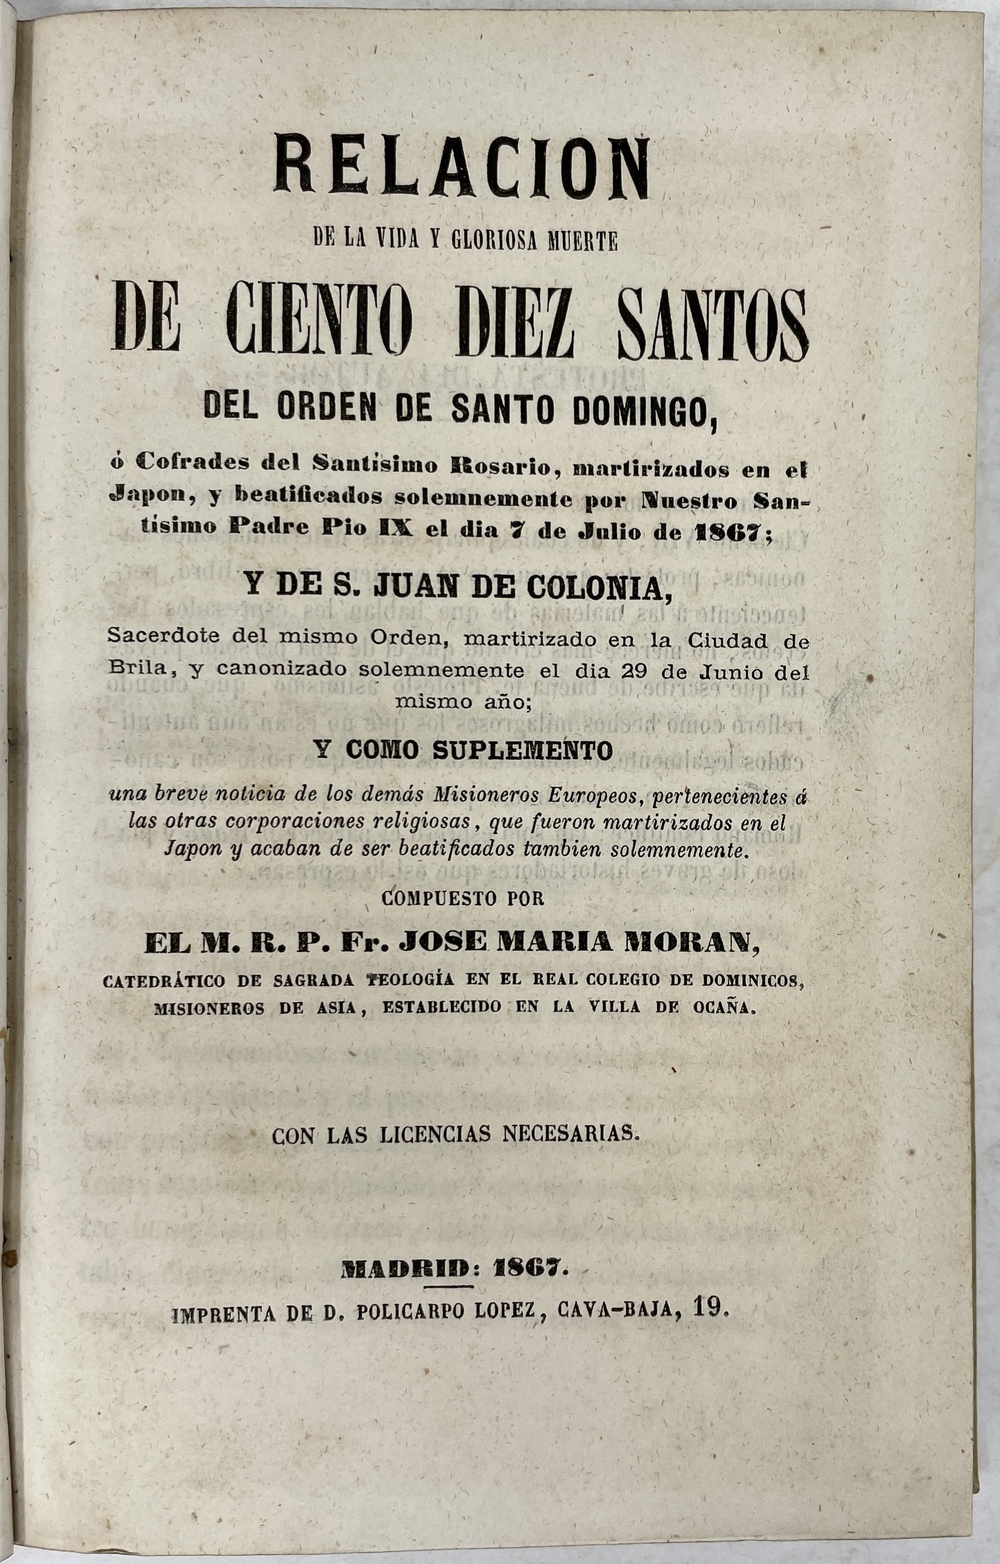 RELACION
DE LA VIDA Y GLORIOSA MUERTE
DE CIENTO DIEZ SANTOS
DEL ORDEN DE SANTO DOMINGO,
ó Cofrades del Santísimo Rosario, martirizados en el
Japon, y beatificados solemnemente por Nuestro San-
tísimo Padre Pio IX el dia 7 de Julio de 1867;
Y DE S. JUAN DE COLONIA,
Sacerdote del mismo Orden, martirizado en la Ciudad de
Brila, y canonizado solemnemente el dia 29 de Junio del
mismo año;
Y COMO SUPLEMENTO
una breve noticia de los demás Misioneros Europeos, pertenecientes á
las otras corporaciones religiosas, que fueron martirizados en el
Japon y acaban de ser beatificados tambien solemnemente.
COMPUESTO POR
EL M. R. P. Fr. JOSE MARIA MORAN,
CATEDRÁTICO DE SAGRADA TEOLOGÍA EN EL REAL COLEGIO DE DOMINICOS,
MISIONEROS DE ASIA, ESTABLECIDO EN LA VILLA DE OCAÑA.
CON LAS LICENCIAS NECESARIAS.
MADRID: 1867.
IMPRENTA DE D. POLICARPO LOPEZ, CAVA-BAJA, 19.